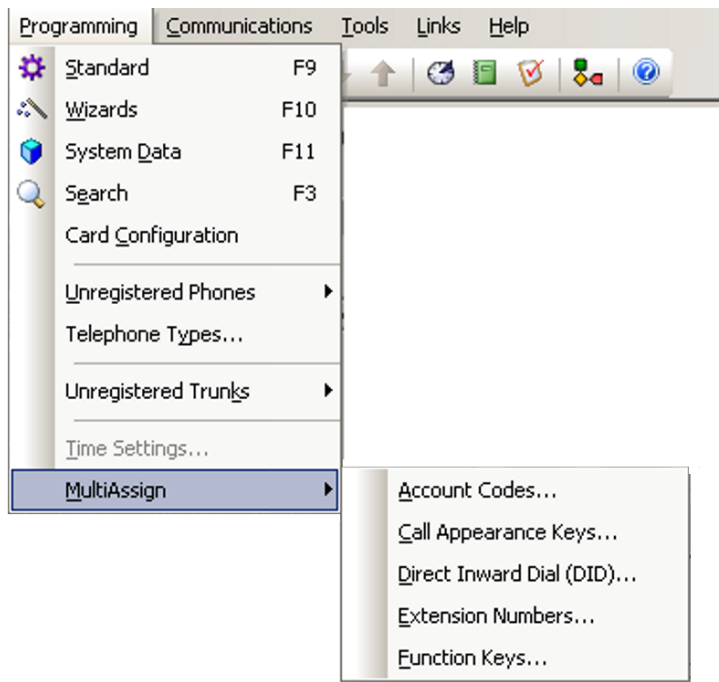 Programming Communications Tools Links Help
Standard F9
Wizards F10
System Data F11
Search F3
Card Configuration
Unregistered Phones
Telephone Types...
Unregistered Trunks
Time Settings...
MultiAssign
Account Codes...
Call Appearance Keys...
Direct Inward Dial (DID)...
Extension Numbers...
Function Keys...